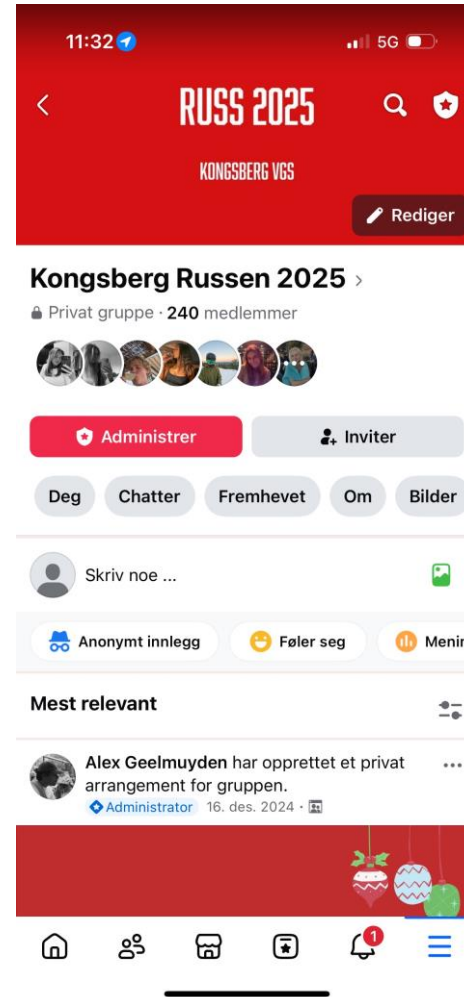 11:32
5G
RUSS 2025
KONGSBERG VGS
Rediger
Kongsberg Russen 2025
Privat gruppe · 240 medlemmer
Administrer
Inviter
Deg
Chatter
Fremhevet
Om
Bilder
Skriv noe ...
Anonymt innlegg
Føler seg
Menin
Mest relevant
Alex Geelmuyden har opprettet et privat
arrangement for gruppen.
Administrator 16. des. 2024 ·
1